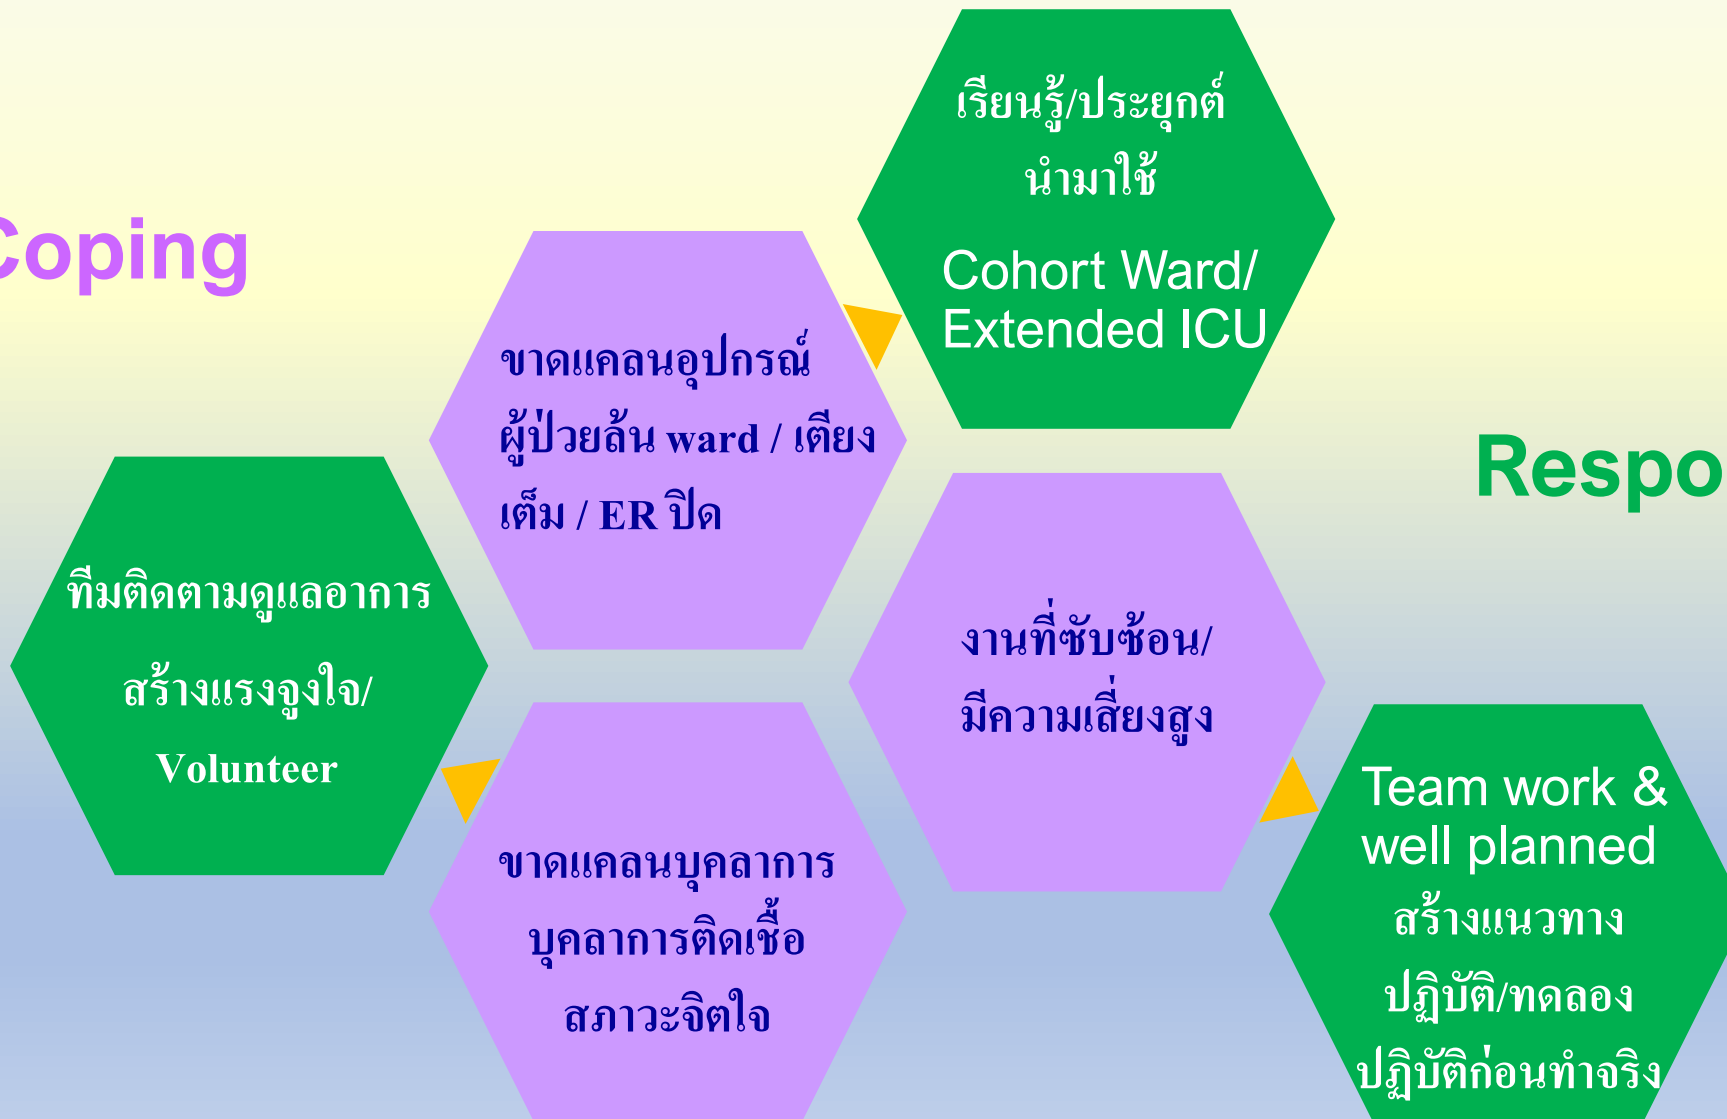 Coping
เรียนรู้/ประยุกต์
นำมาใช้
Cohort Ward/
Extended ICU
ขาดแคลนอุปกรณ์
ผู้ป่วยล้น ward / เตียง
เต็ม / ER ปิด
Respo
ทีมติดตามดูแลอาการ
สร้างแรงจูงใจ/
Volunteer
งานที่ซับซ้อน/
มีความเสี่ยงสูง
ขาดแคลนบุคลาการ
บุคลาการติดเชื้อ
สภาวะจิตใจ
Team work &
well planned
สร้างแนวทาง
ปฏิบัติ/ทดลอง
ปฏิบัติก่อนทำจริง